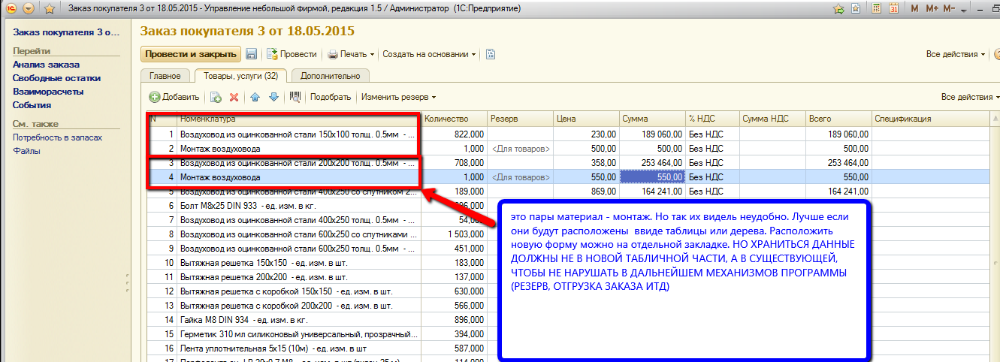 Заказ покупателя 3 от 18.05.2015 - Управление небольшой фирмой, редакция 1.5 / Администратор (1С:Предприятие)
M M+ M-
Заказ покупателя 3 о...
Перейти
Анализ заказа
Свободные остатки
Взаиморасчеты
События
См. также
Потребность в запасах
Файлы
Заказ покупателя 3 от 18.05.2015
Провести и закрыть Провести Печать Создать на основании Все действия
Главное Товары, услуги (32) Дополнительно
Добавить Подобрать Изменить резерв Все действия
N Номенклатура Количество Резерв Цена Сумма % НДС Сумма НДС Всего Спецификация
1 Воздуховод из оцинкованной стали 150х100 толщ. 0.5мм - ... 822,000 230,00 189 060,00 Без НДС 189 060,00
2 Монтаж воздуховода 1,000 <Для товаров> 500,00 500,00 Без НДС 500,00
3 Воздуховод из оцинкованной стали 200х200 толщ. 0.5мм - ... 708,000 358,00 253 464,00 Без НДС 253 464,00
4 Монтаж воздуховода 1,000 <Для товаров> 550,00 550,00 Без НДС 550,00
5 Воздуховод из оцинкованной стали 400х250 со спутником 2... 189,000 869,00 164 241,00 Без НДС 164 241,00
6 Болт М8х25 DIN 933 - ед. изм. в кг.
7 Воздуховод из оцинкованной стали 400х250 толщ. 0.5мм - ... 54,000
8 Воздуховод из оцинкованной стали 600х250 со спутниками ... 1 503,000
9 Воздуховод из оцинкованной стали 600х250 толщ. 0.5мм - ... 451,000
10 Вытяжная решетка 150х150 - ед. изм. в шт. 183,000
11 Вытяжная решетка 200х200 - ед. изм. в шт. 137,000
12 Вытяжная решетка с коробкой 150х150 - ед. изм. в шт. 630,000
13 Вытяжная решетка с коробкой 200х200 - ед. изм. в шт. 566,000
14 Гайка М8 DIN 934 - ед. изм. в кг. 896,000
15 Герметик 310 мл силиконовый универсальный, прозрачный... 394,000
16 Лента уплотнительная 5х15 (10м) - ед. изм. в шт 587,000
17
это пары материал - монтаж. Но так их видель неудобно. Лучше если
они будут расположены ввиде таблицы или дерева. Расположить
новую форму можно на отдельной закладке. НО ХРАНИТЬСЯ ДАННЫЕ
ДОЛЖНЫ НЕ В НОВОЙ ТАБЛИЧНОЙ ЧАСТИ, А В СУЩЕСТВУЮЩЕЙ,
ЧТОБЫ НЕ НАРУШАТЬ В ДАЛЬНЕЙШЕМ МЕХАНИЗМОВ ПРОГРАММЫ
(РЕЗЕРВ, ОТГРУЗКА ЗАКАЗА ИТД)